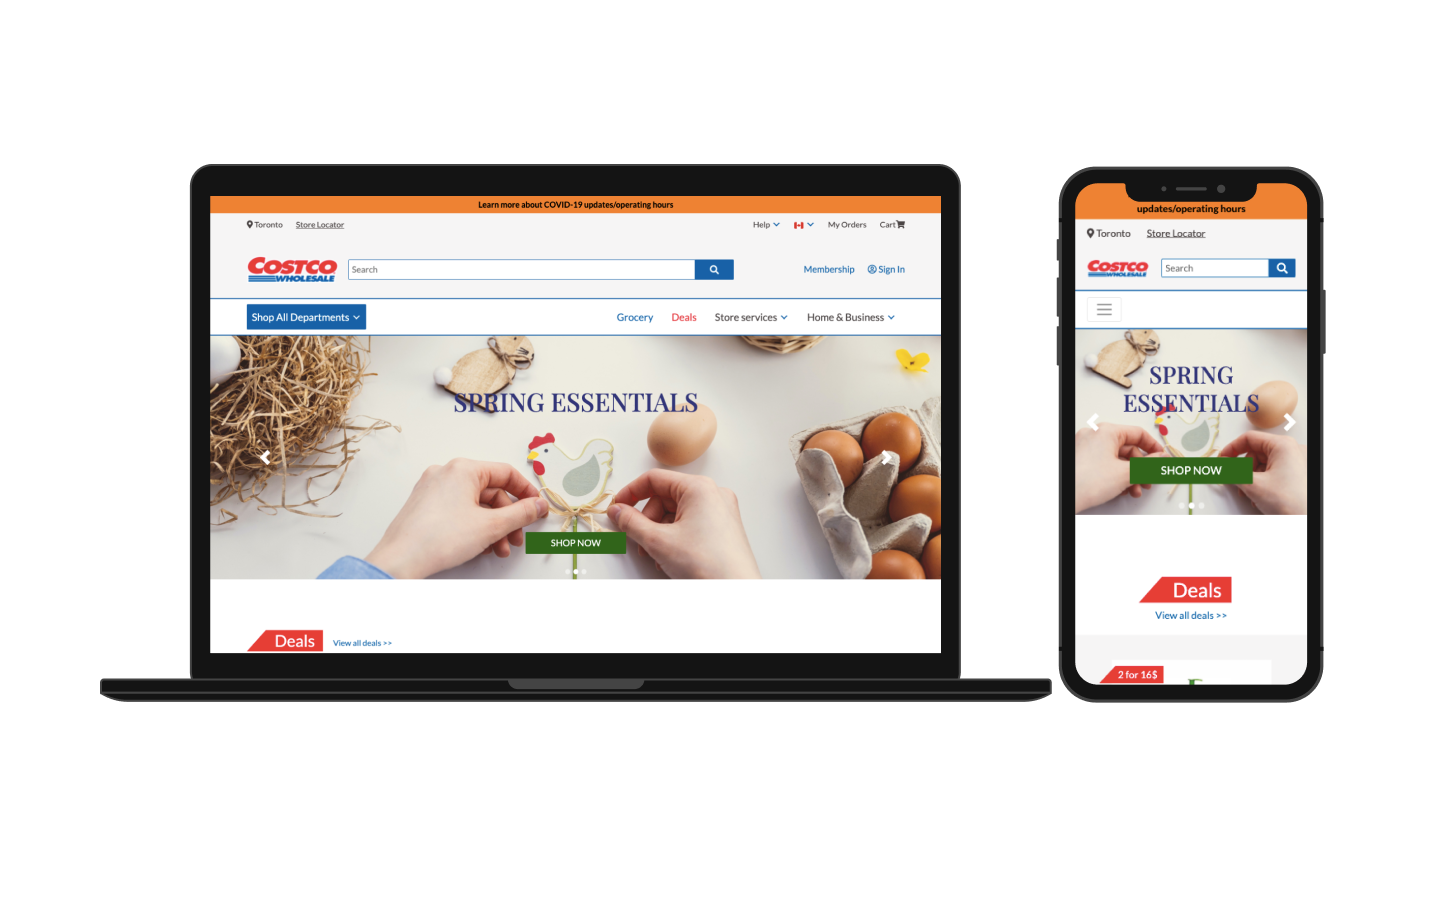 Learn more about COVID-19 updates/operating hours
Toronto Store Locator Help My Orders Cart
COSTCO WHOLESALE Search Membership Sign In
Shop All Departments Grocery Deals Store services Home & Business
SPRING ESSENTIALS
SHOP NOW
Deals View all deals >>
updates/operating hours
Toronto Store Locator
COSTCO WHOLESALE Search
SPRING
ESSENTIALS
SHOP NOW
Deals
View all deals >>
2 for 16$